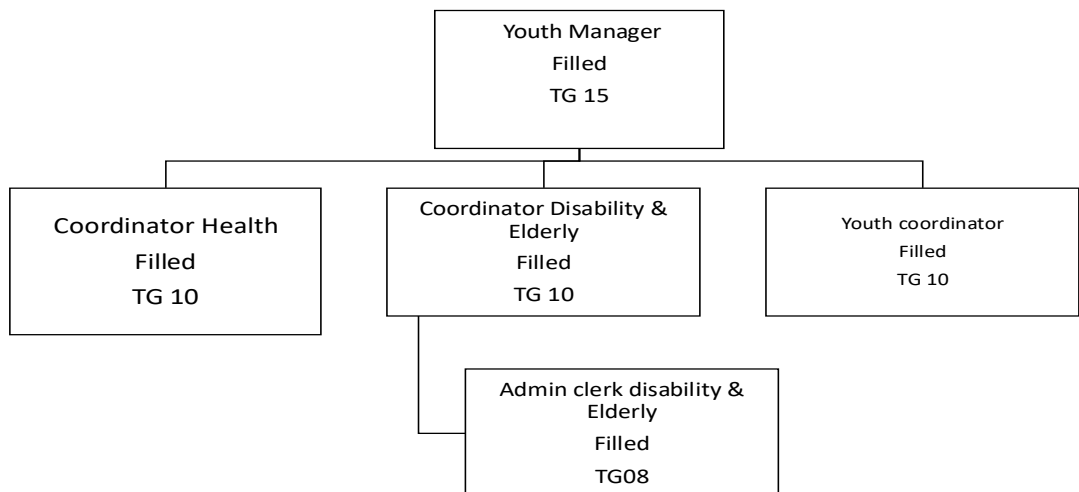 Youth Manager
Filled
TG 15
Coordinator Health
Filled
TG 10
Coordinator Disability &
Elderly
Filled
TG 10
Youth coordinator
Filled
TG 10
Admin clerk disability &
Elderly
Filled
TG08